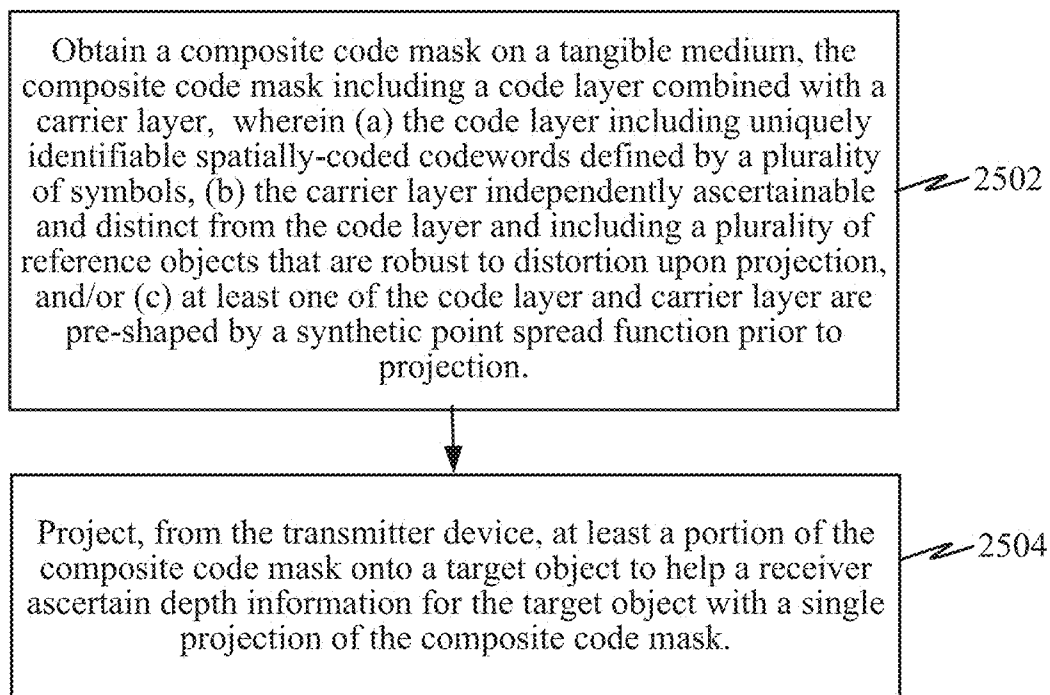 Obtain a composite code mask on a tangible medium, the
composite code mask including a code layer combined with a
carrier layer, wherein (a) the code layer including uniquely
identifiable spatially-coded codewords defined by a plurality
of symbols, (b) the carrier layer independently ascertainable
and distinct from the code layer and including a plurality of
reference objects that are robust to distortion upon projection,
and/or (c) at least one of the code layer and carrier layer are
pre-shaped by a synthetic point spread function prior to
projection.
2502
Project, from the transmitter device, at least a portion of the
composite code mask onto a target object to help a receiver
ascertain depth information for the target object with a single
projection of the composite code mask.
2504